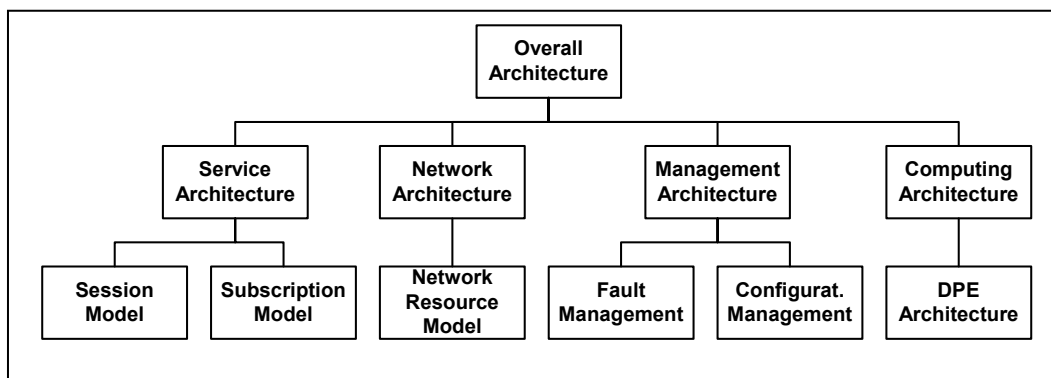 Overall
Architecture
Service
Architecture
Network
Architecture
Management
Architecture
Computing
Architecture
Session
Model
Subscription
Model
Network
Resource
Model
Fault
Management
Configurat.
Management
DPE
Architecture